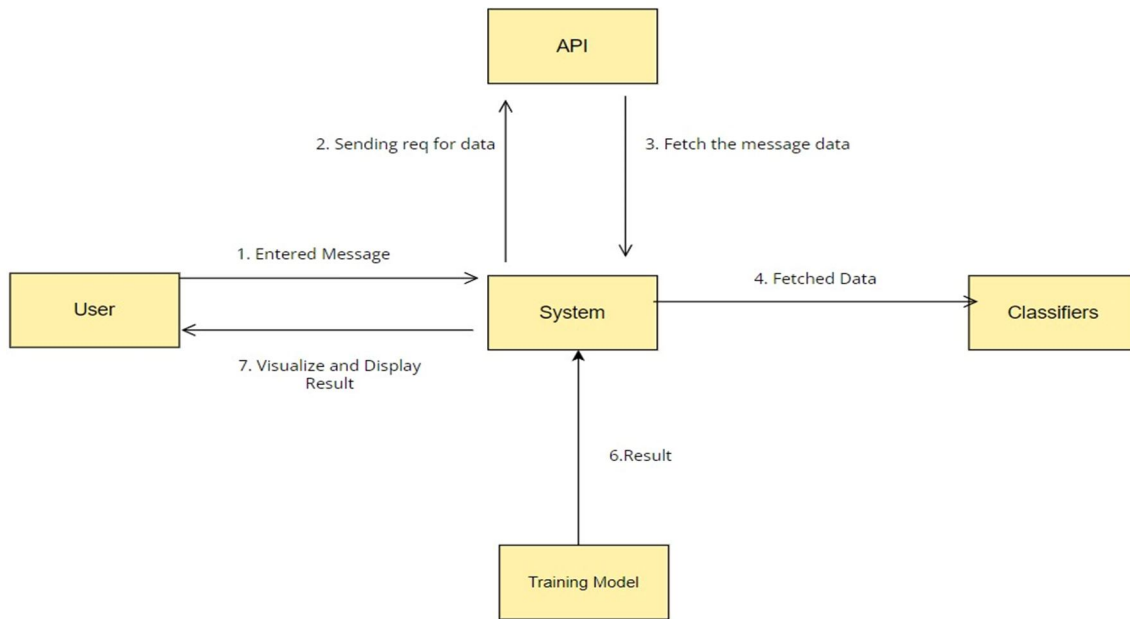 API
2. Sending req for data
3. Fetch the message data
1. Entered Message
4. Fetched Data
User
System
Classifiers
7. Visualize and Display
Result
6.Result
Training Model